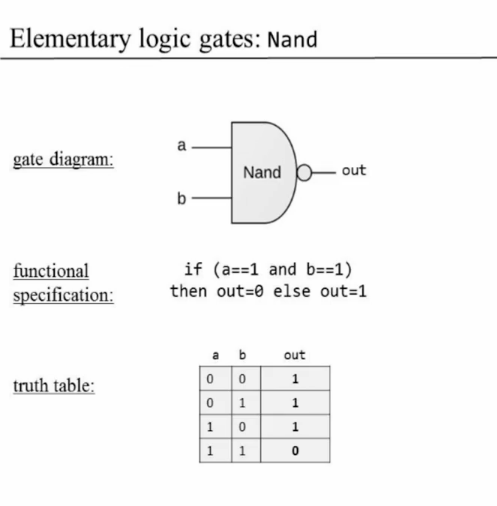 Elementary logic gates: Nand
gate diagram:
a
b
Nand
out
functional
specification:
if (a==1 and b==1)
then out=0 else out=1
truth table:
a b out
0 0 1
0 1 1
1 0 1
1 1 0